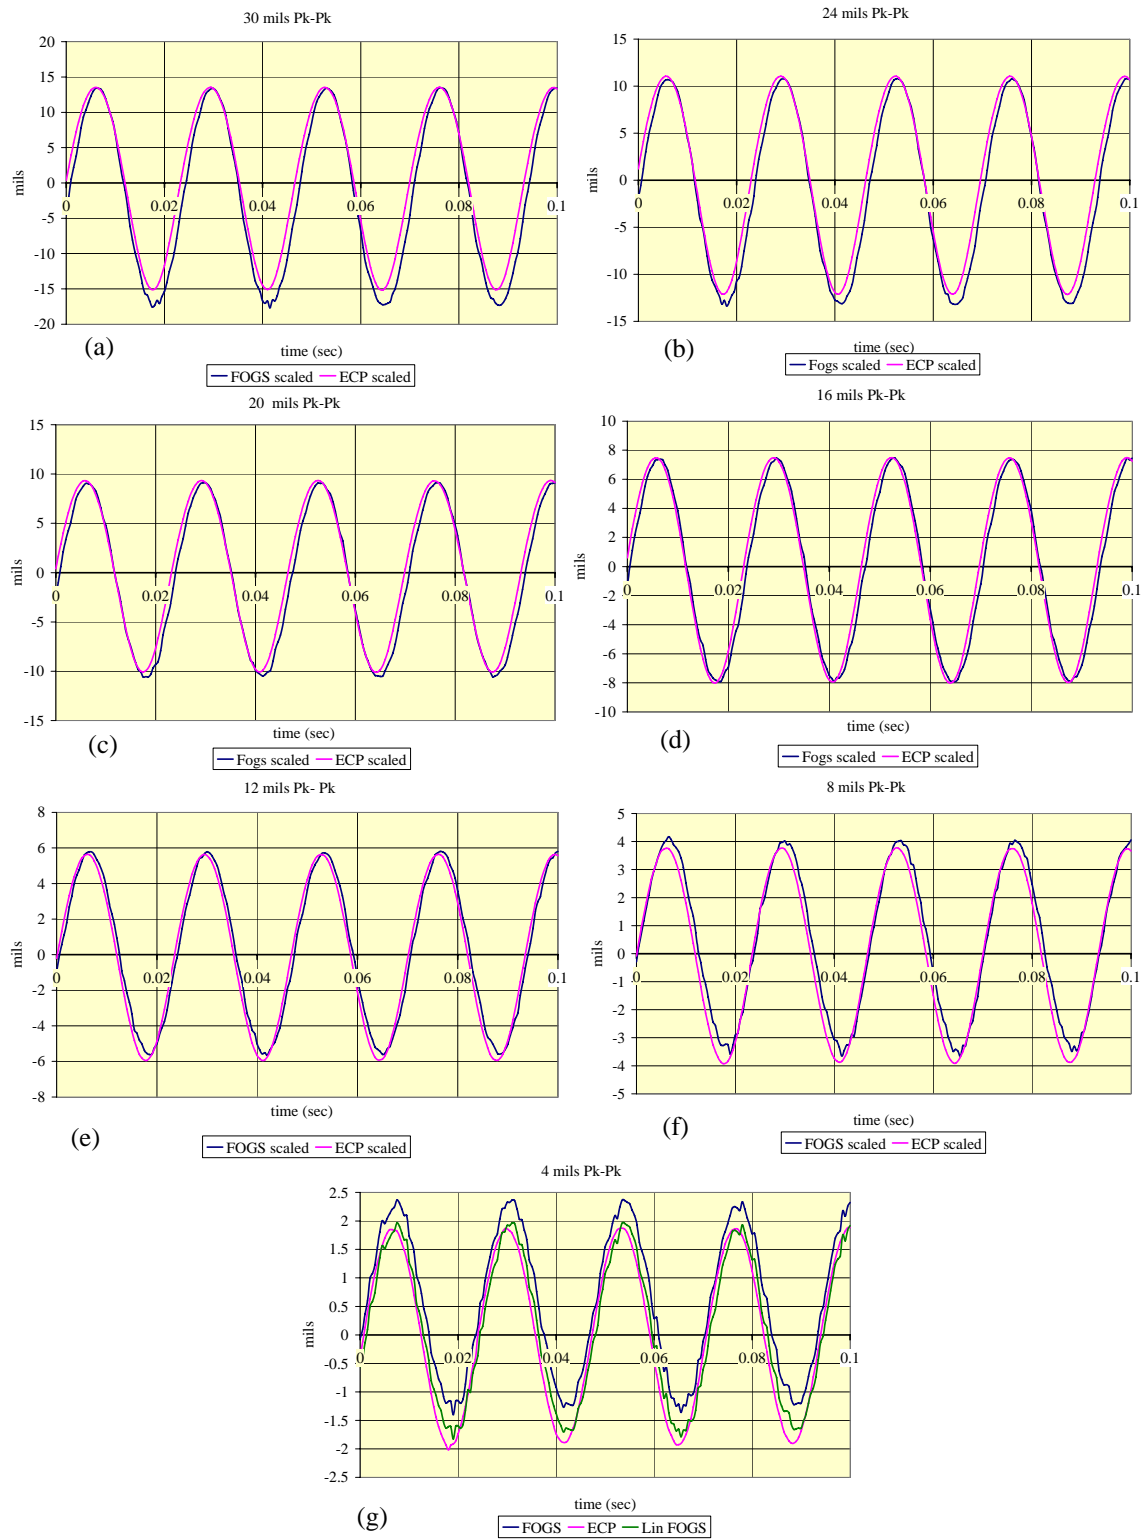 30 mils Pk-Pk
20
15
10
5
0
-5
-10
-15
-20
0 0.02 0.04 0.06 0.08 0.1
mils
time (sec)
(a)
FOGS scaled ECP scaled
24 mils Pk-Pk
15
10
5
0
-5
-10
-15
0 0.02 0.04 0.06 0.08 0.1
mils
time (sec)
(b)
Fogs scaled ECP scaled
20 mils Pk-Pk
15
10
5
0
-5
-10
-15
0 0.02 0.04 0.06 0.08 0.1
mils
time (sec)
(c)
Fogs scaled ECP scaled
16 mils Pk-Pk
10
8
6
4
2
0
-2
-4
-6
-8
-10
0 0.02 0.04 0.06 0.08 0.1
mils
time (sec)
(d)
Fogs scaled ECP scaled
12 mils Pk- Pk
8
6
4
2
0
-2
-4
-6
-8
0 0.02 0.04 0.06 0.08 0.1
mils
time (sec)
(e)
FOGS scaled ECP scaled
8 mils Pk-Pk
5
4
3
2
1
0
-1
-2
-3
-4
-5
0 0.02 0.04 0.06 0.08 0.1
mils
time (sec)
(f)
FOGS scaled ECP scaled
4 mils Pk-Pk
2.5
2
1.5
1
0.5
0
-0.5
-1
-1.5
-2
-2.5
0 0.02 0.04 0.06 0.08 0.1
mils
time (sec)
(g)
FOGS ECP Lin FOGS